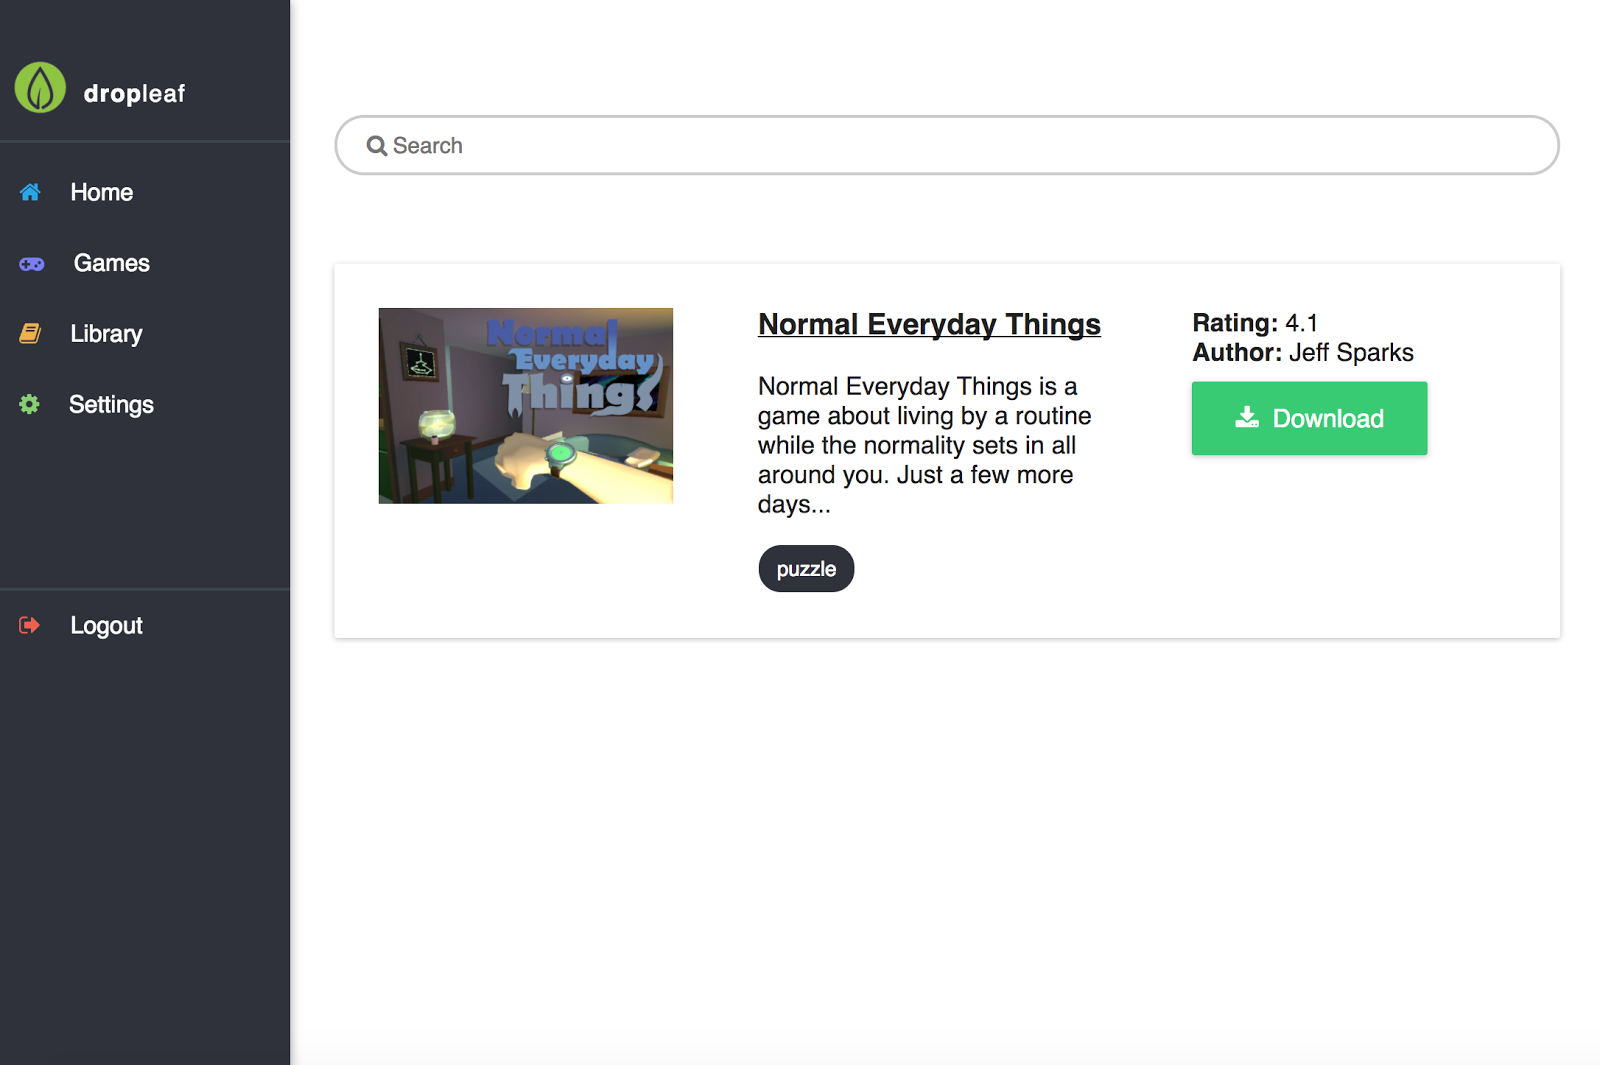 dropleaf
Home
Games
Library
Settings
Logout
Search
Normal
Everyday
Things
Normal Everyday Things
Normal Everyday Things is a
game about living by a routine
while the normality sets in all
around you. Just a few more
days...
puzzle
Rating: 4.1
Author: Jeff Sparks
Download